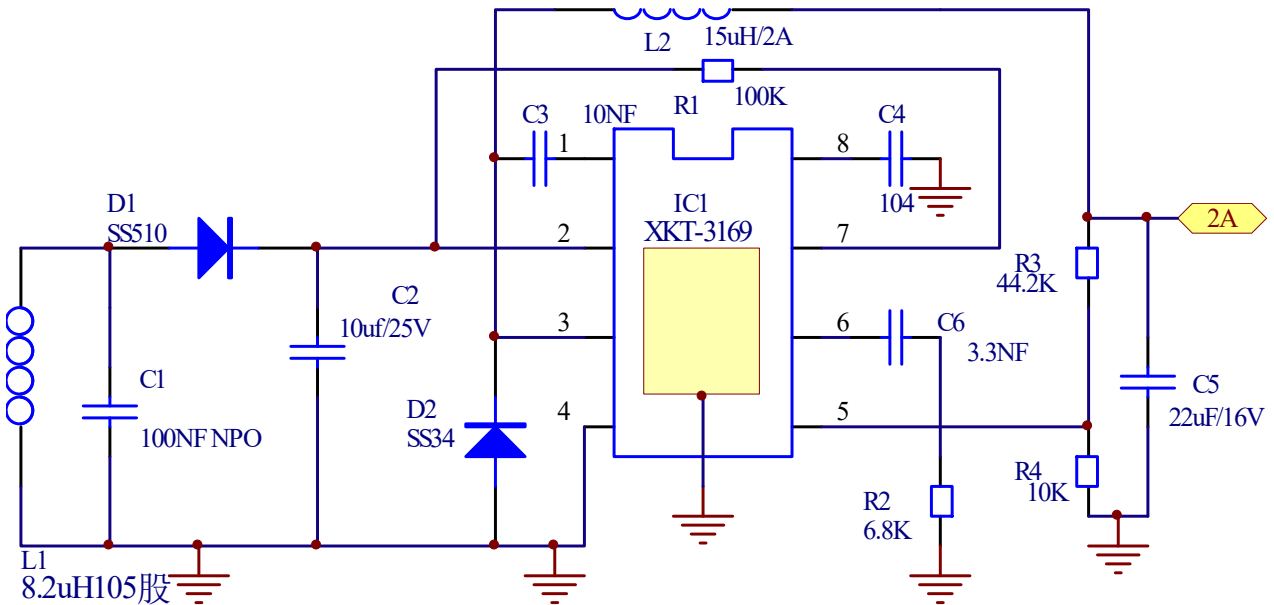 L2
15uH/2A
R1
100K
C3
10NF
1
8
C4
104
D1
SS510
IC1
XKT-3169
2A
2
7
R3
44.2K
C2
10uf/25V
3
6
C6
3.3NF
C1
100NF NPO
D2
SS34
4
5
C5
22uF/16V
R4
10K
R2
6.8K
L1
8.2uH105股